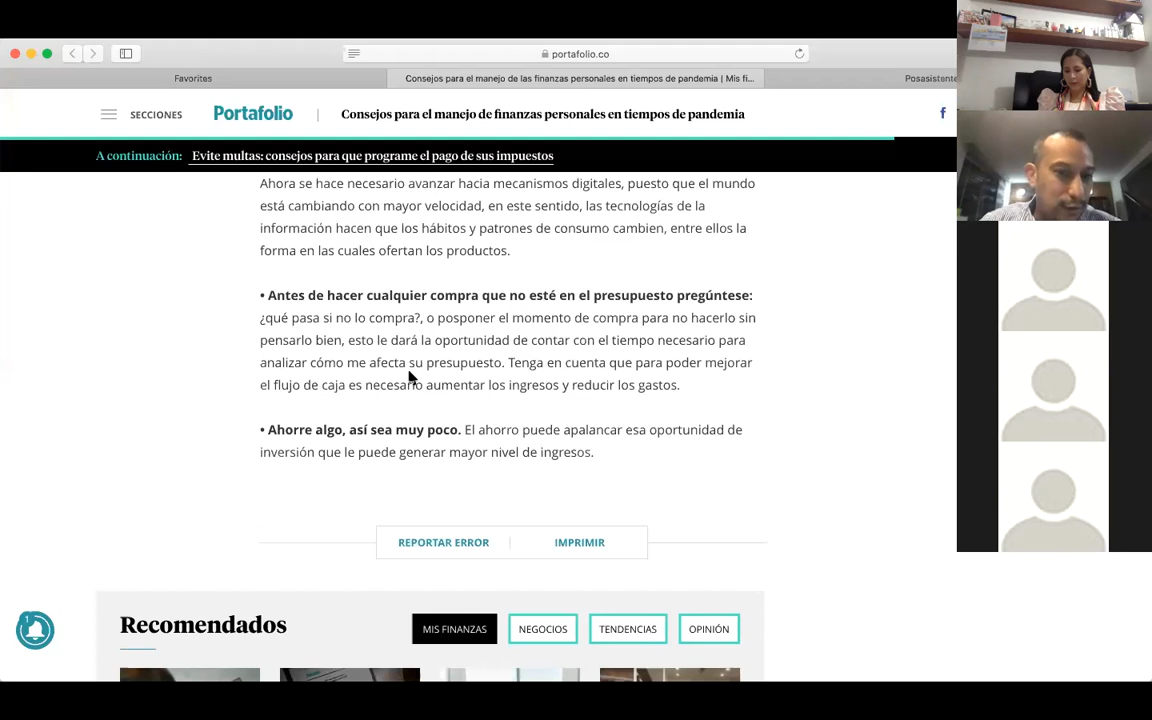 portafolio.co
Favorites
Consejos para el manejo de las finanzas personales en tiempos de pandemia | Mis fi...
Posasistente
SECCIONES
Portafolio
Consejos para el manejo de finanzas personales en tiempos de pandemia
f
A continuación: Evite multas: consejos para que programe el pago de sus impuestos
Ahora se hace necesario avanzar hacia mecanismos digitales, puesto que el mundo
está cambiando con mayor velocidad, en este sentido, las tecnologías de la
información hacen que los hábitos y patrones de consumo cambien, entre ellos la
forma en las cuales ofertan los productos.
• Antes de hacer cualquier compra que no esté en el presupuesto pregúntese:
¿qué pasa si no lo compra?, o posponer el momento de compra para no hacerlo sin
pensarlo bien, esto le dará la oportunidad de contar con el tiempo necesario para
analizar cómo me afecta su presupuesto. Tenga en cuenta que para poder mejorar
el flujo de caja es necesario aumentar los ingresos y reducir los gastos.
• Ahorre algo, así sea muy poco. El ahorro puede apalancar esa oportunidad de
inversión que le puede generar mayor nivel de ingresos.
REPORTAR ERROR
IMPRIMIR
1
Recomendados
MIS FINANZAS
NEGOCIOS
TENDENCIAS
OPINIÓN